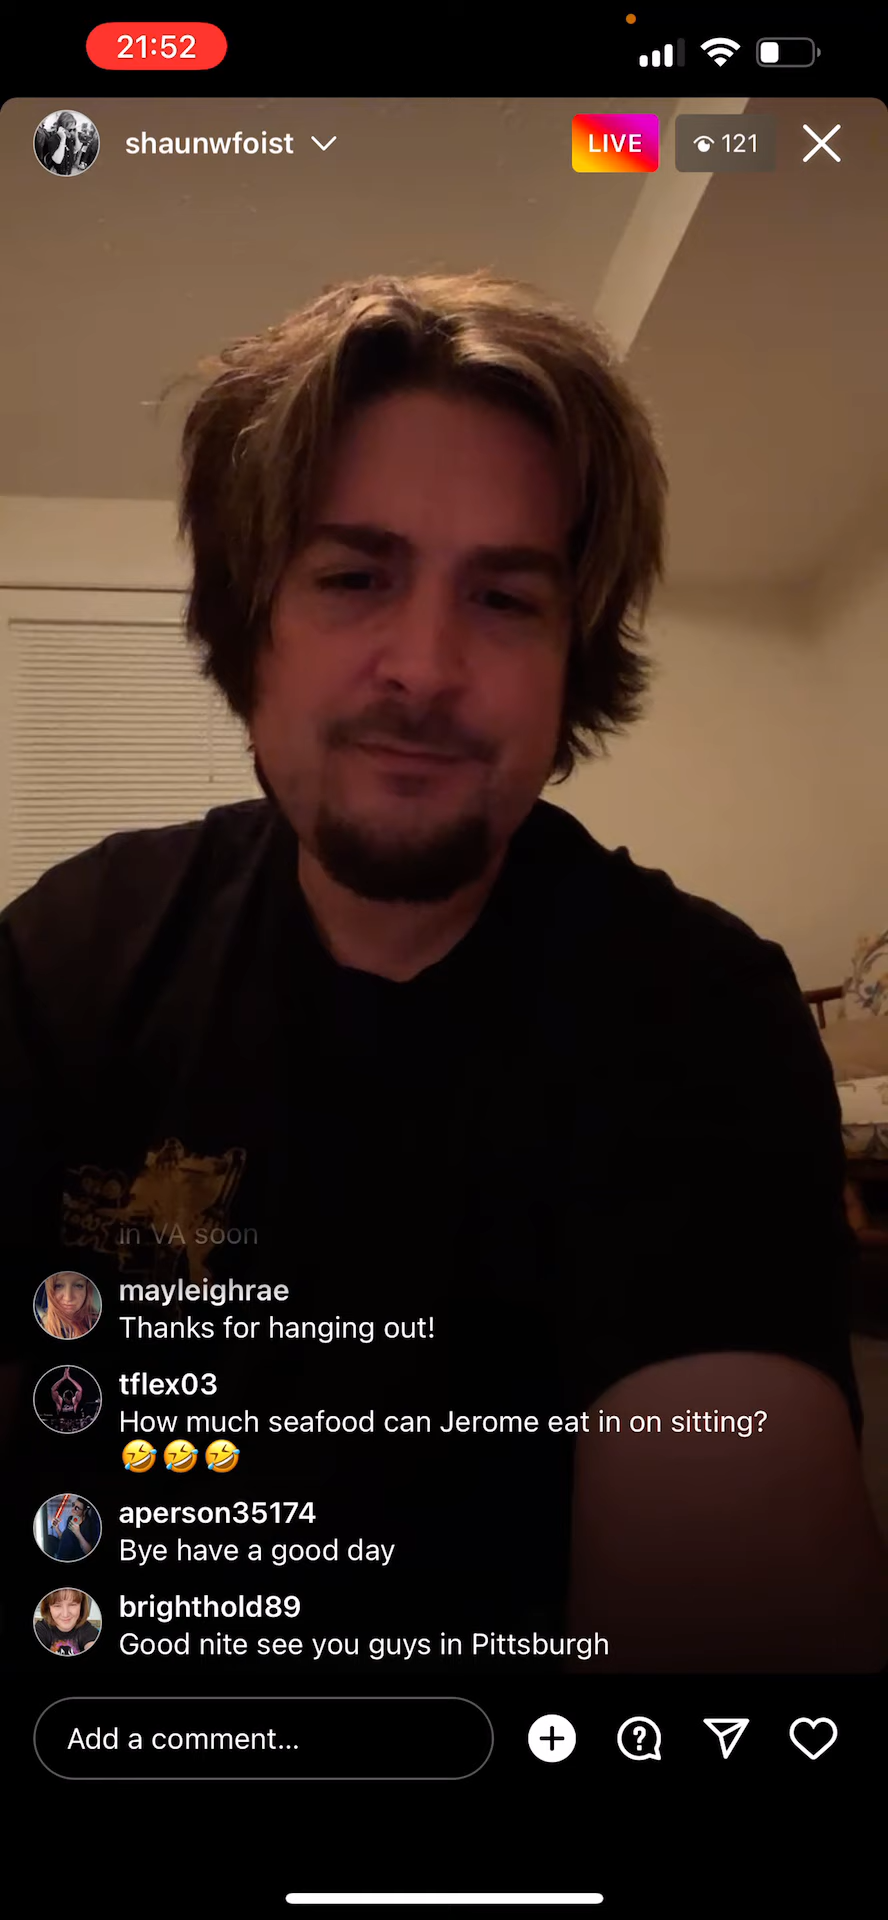 21:52
shaunwfoist
LIVE
121
in VA soon
mayleighrae
Thanks for hanging out!
tflex03
How much seafood can Jerome eat in on sitting?
🤣🤣🤣
aperson35174
Bye have a good day
brighthold89
Good nite see you guys in Pittsburgh
Add a comment...